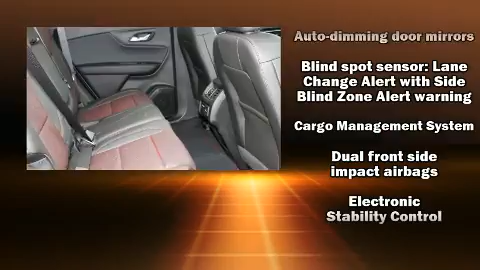 Auto-dimming door mirrors
Blind spot sensor: Lane
Change Alert with Side
Blind Zone Alert warning
Cargo Management System
Dual front side
impact airbags
Electronic
Stability Control